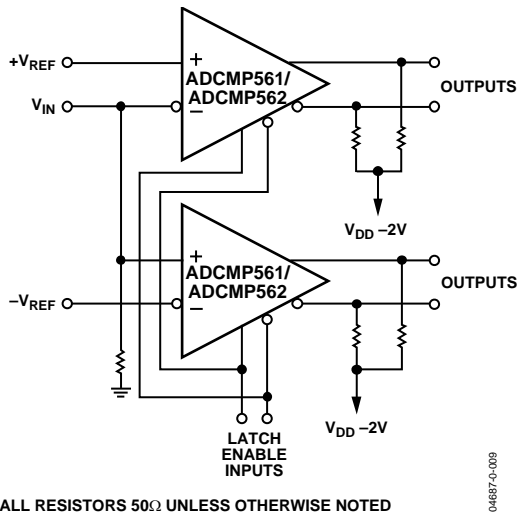 +VREF
+
ADCMP561/
ADCMP562
–
VIN
OUTPUTS
VDD –2V
+
ADCMP561/
ADCMP562
–
–VREF
OUTPUTS
VDD –2V
LATCH
ENABLE
INPUTS
ALL RESISTORS 50Ω UNLESS OTHERWISE NOTED
04687-0-009